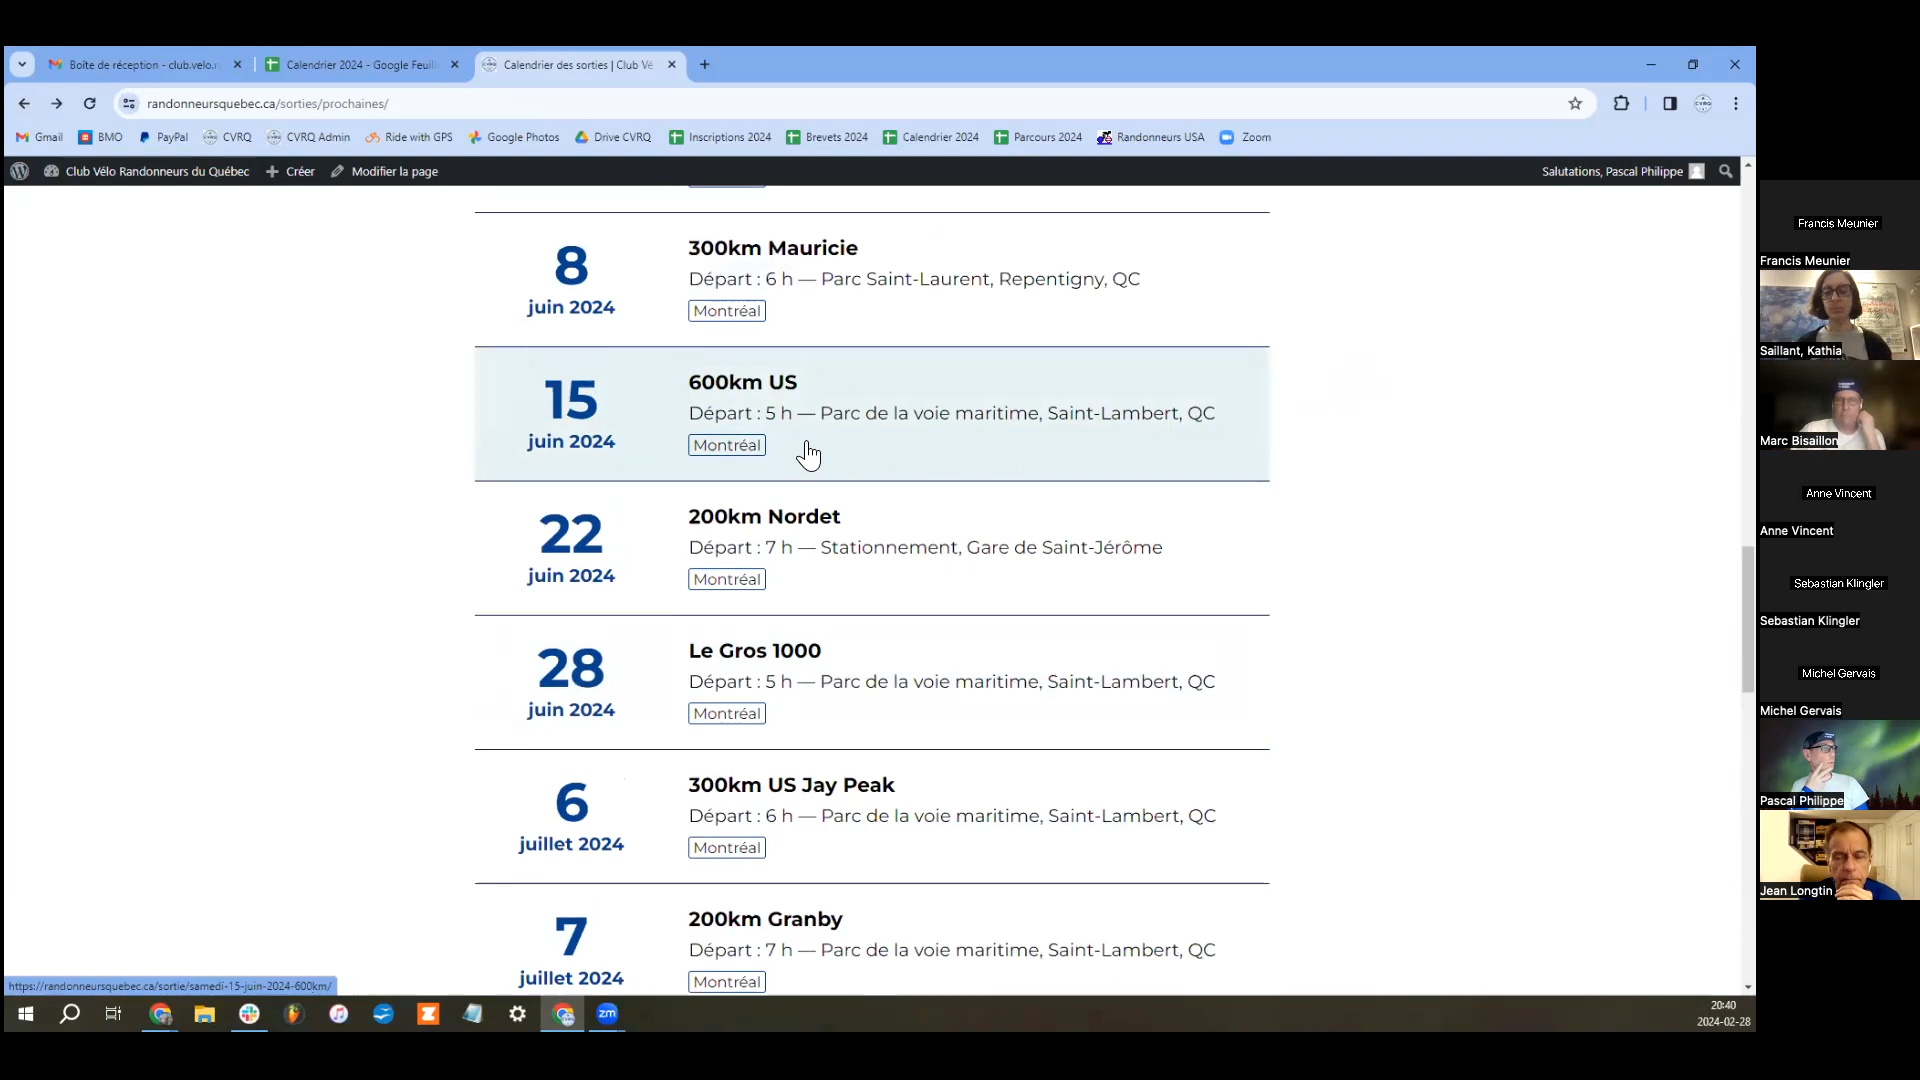 Boîte de réception - club.velo.r
Calendrier 2024 - Google Feuill
Calendrier des sorties | Club Vé
randonneursquebec.ca/sorties/prochaines/
Gmail
BMO
PayPal
CVRQ
CVRQ Admin
Ride with GPS
Google Photos
Drive CVRQ
Inscriptions 2024
Brevets 2024
Calendrier 2024
Parcours 2024
Randonneurs USA
Zoom
Club Vélo Randonneurs du Québec
Créer
Modifier la page
Salutations, Pascal Philippe
8
juin 2024
300km Mauricie
Départ : 6 h — Parc Saint-Laurent, Repentigny, QC
Montréal
15
juin 2024
600km US
Départ : 5 h — Parc de la voie maritime, Saint-Lambert, QC
Montréal
22
juin 2024
200km Nordet
Départ : 7 h — Stationnement, Gare de Saint-Jérôme
Montréal
28
juin 2024
Le Gros 1000
Départ : 5 h — Parc de la voie maritime, Saint-Lambert, QC
Montréal
6
juillet 2024
300km US Jay Peak
Départ : 6 h — Parc de la voie maritime, Saint-Lambert, QC
Montréal
7
juillet 2024
200km Granby
Départ : 7 h — Parc de la voie maritime, Saint-Lambert, QC
Montréal
https://randonneursquebec.ca/sortie/samedi-15-juin-2024-600km/
zm
20:40
2024-02-28
Francis Meunier
Francis Meunier
Saillant, Kathia
Marc Bisaillon
Anne Vincent
Anne Vincent
Sebastian Klingler
Sebastian Klingler
Michel Gervais
Michel Gervais
Pascal Philippe
Jean Longtin